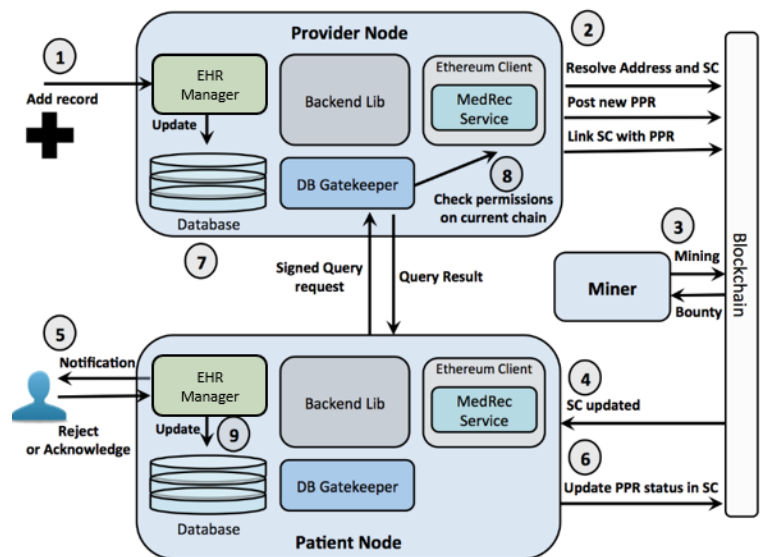 Provider Node
1
Add record
EHR
Manager
Update
Database
7
Backend Lib
DB Gatekeeper
Ethereum Client
MedRec
Service
8
Check permissions
on current chain
2
Resolve Address and SC
Post new PPR
Link SC with PPR
Blockchain
3
Mining
Bounty
Miner
Signed Query
request
Query Result
5
Notification
Reject
or Acknowledge
EHR
Manager
Update
9
Database
Backend Lib
DB Gatekeeper
Ethereum Client
MedRec
Service
4
SC updated
6
Update PPR status in SC
Patient Node